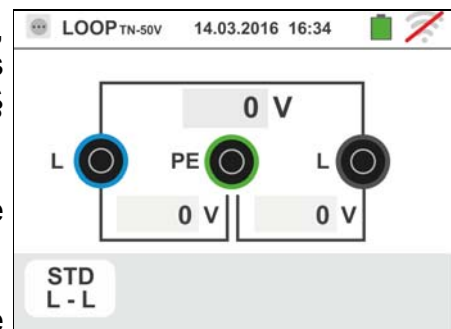 LOOP TN-50V 14.03.2016 16:34
0 V
L PE L
0 V 0 V
STD
L - L